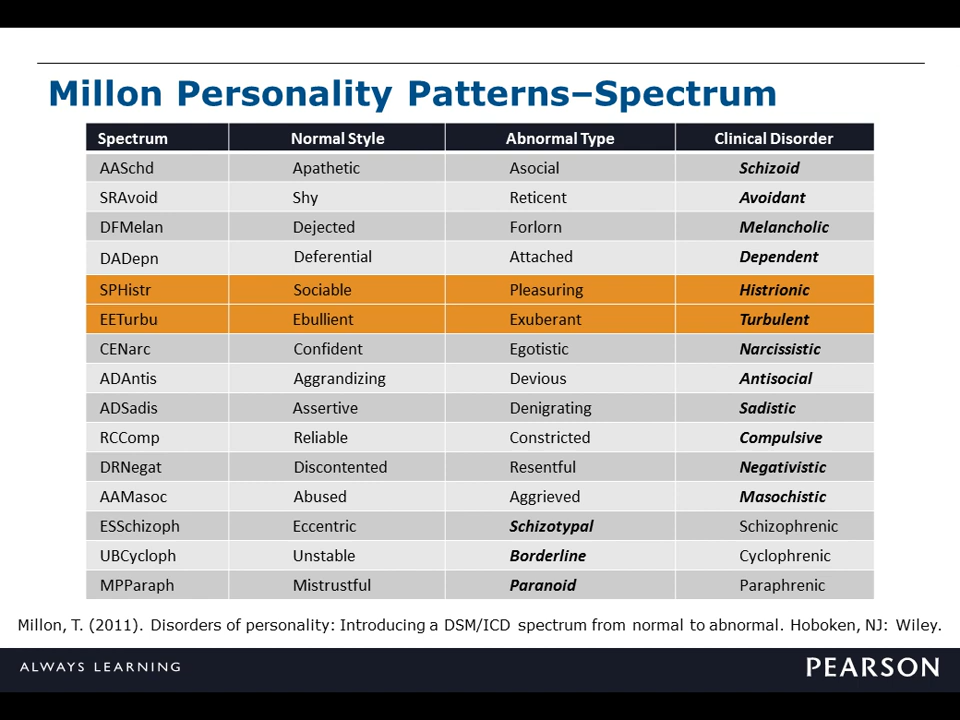 Millon Personality Patterns–Spectrum
Spectrum Normal Style Abnormal Type Clinical Disorder
AASchd Apathetic Asocial Schizoid
SRAvoid Shy Reticent Avoidant
DFMelan Dejected Forlorn Melancholic
DADepn Deferential Attached Dependent
SPHistr Sociable Pleasuring Histrionic
EETurbu Ebullient Exuberant Turbulent
CENarc Confident Egotistic Narcissistic
ADAntis Aggrandizing Devious Antisocial
ADSadis Assertive Denigrating Sadistic
RCComp Reliable Constricted Compulsive
DRNegat Discontented Resentful Negativistic
AAMasoc Abused Aggrieved Masochistic
ESSchizoph Eccentric Schizotypal Schizophrenic
UBCycloph Unstable Borderline Cyclophrenic
MPParaph Mistrustful Paranoid Paraphrenic
Millon, T. (2011). Disorders of personality: Introducing a DSM/ICD spectrum from normal to abnormal. Hoboken, NJ: Wiley.
ALWAYS LEARNING PEARSON